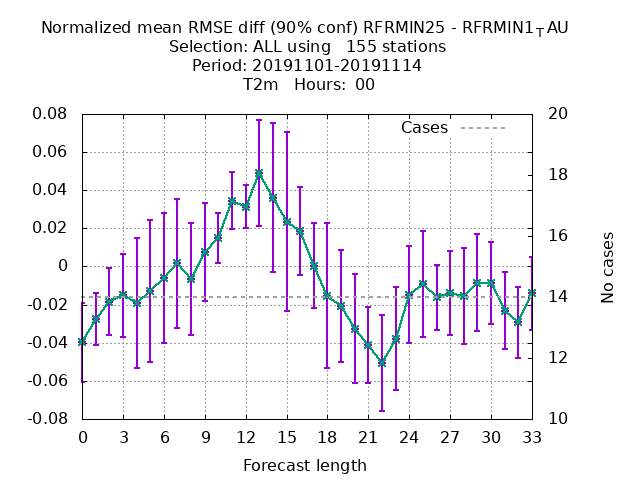 Normalized mean RMSE diff (90% conf) RFRMIN25 - RFRMIN1_TAU
Selection: ALL using   155 stations
Period: 20191101-20191114
T2m   Hours: 00
0.08
0.06
0.04
0.02
0
-0.02
-0.04
-0.06
-0.08
Cases
20
18
16
14
12
10
No cases
0 3 6 9 12 15 18 21 24 27 30 33
Forecast length